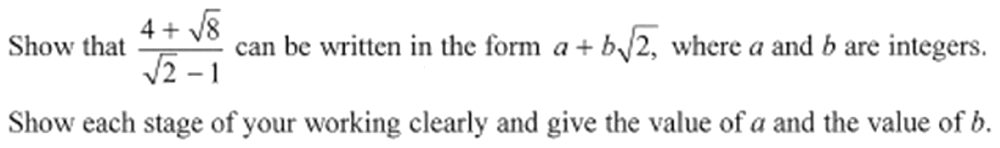 Show that \frac{4 + \sqrt{8}}{\sqrt{2} - 1} can be written in the form a + b\sqrt{2}, where a and b are integers.
Show each stage of your working clearly and give the value of a and the value of b.